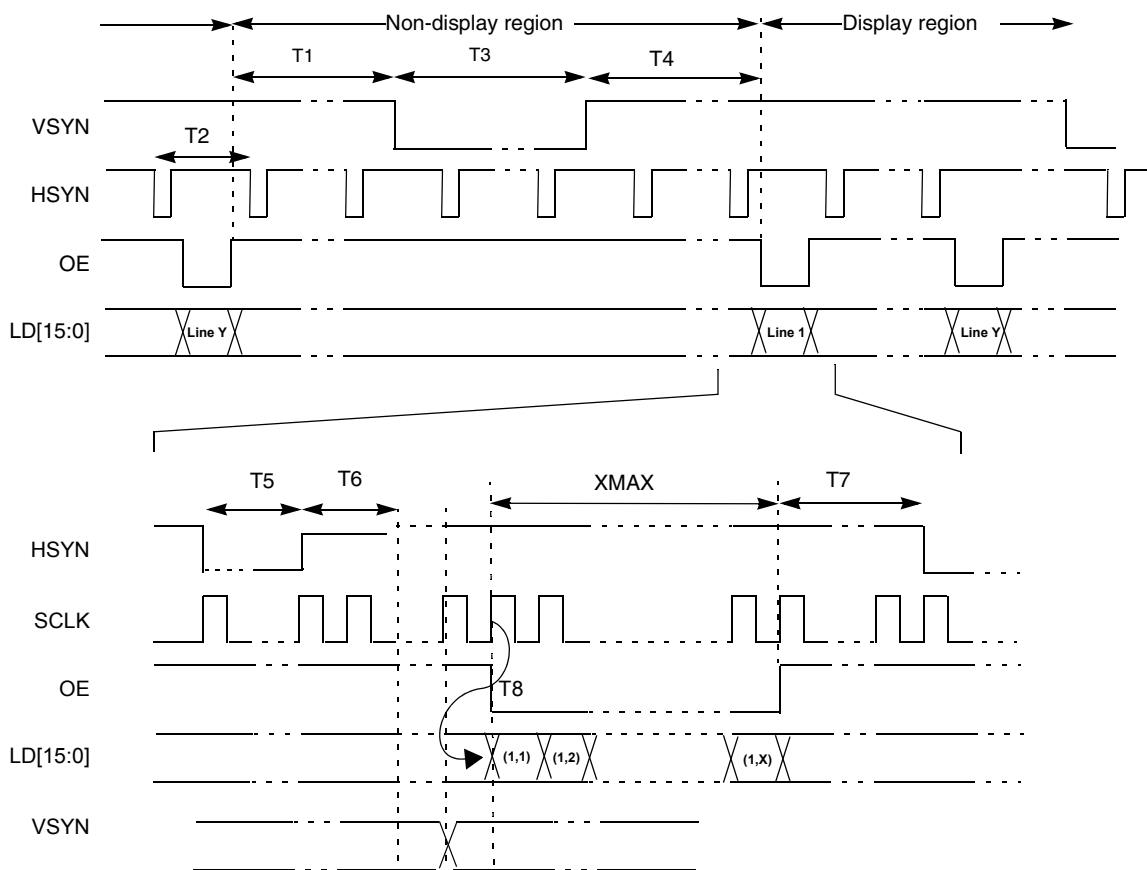 Non-display region
Display region
T1
T3
T4
VSYN
T2
HSYN
OE
LD[15:0]
Line Y
Line 1
Line Y
T5
T6
XMAX
T7
HSYN
SCLK
OE
T8
LD[15:0]
(1,1)
(1,2)
(1,X)
VSYN